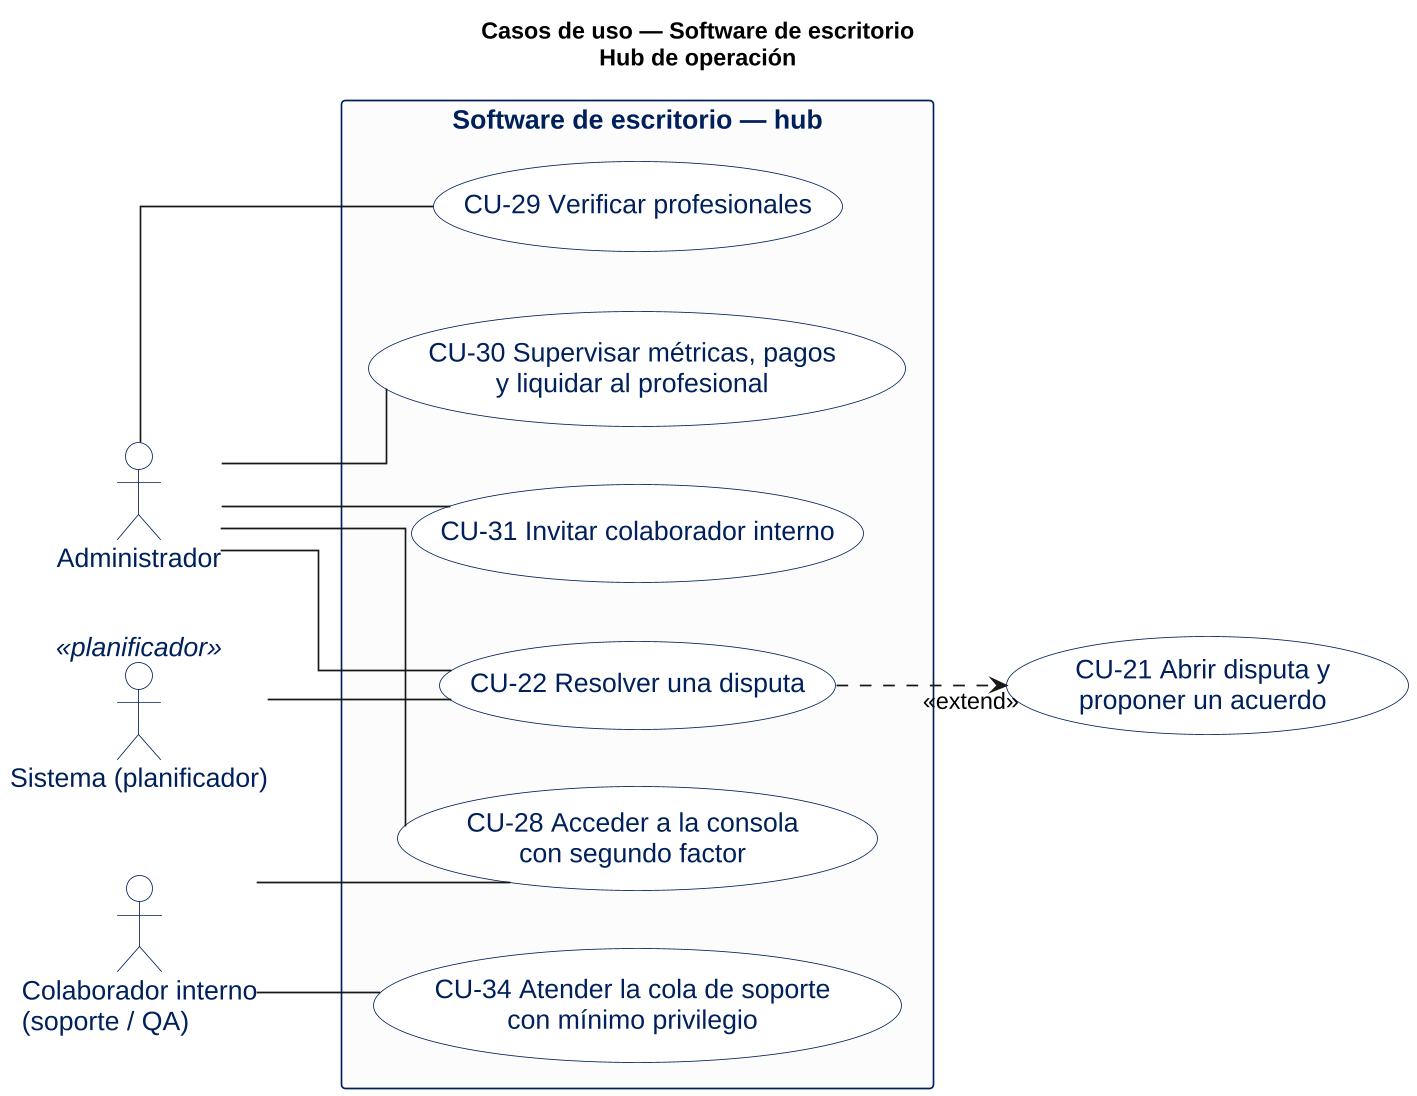 Casos de uso — Software de escritorio
Hub de operación
Software de escritorio — hub
CU-29 Verificar profesionales
CU-30 Supervisar métricas, pagos
y liquidar al profesional
CU-31 Invitar colaborador interno
Administrador
«planificador»
Sistema (planificador)
CU-22 Resolver una disputa
«extend»
CU-21 Abrir disputa y
proponer un acuerdo
CU-28 Acceder a la consola
con segundo factor
Colaborador interno
(soporte / QA)
CU-34 Atender la cola de soporte
con mínimo privilegio